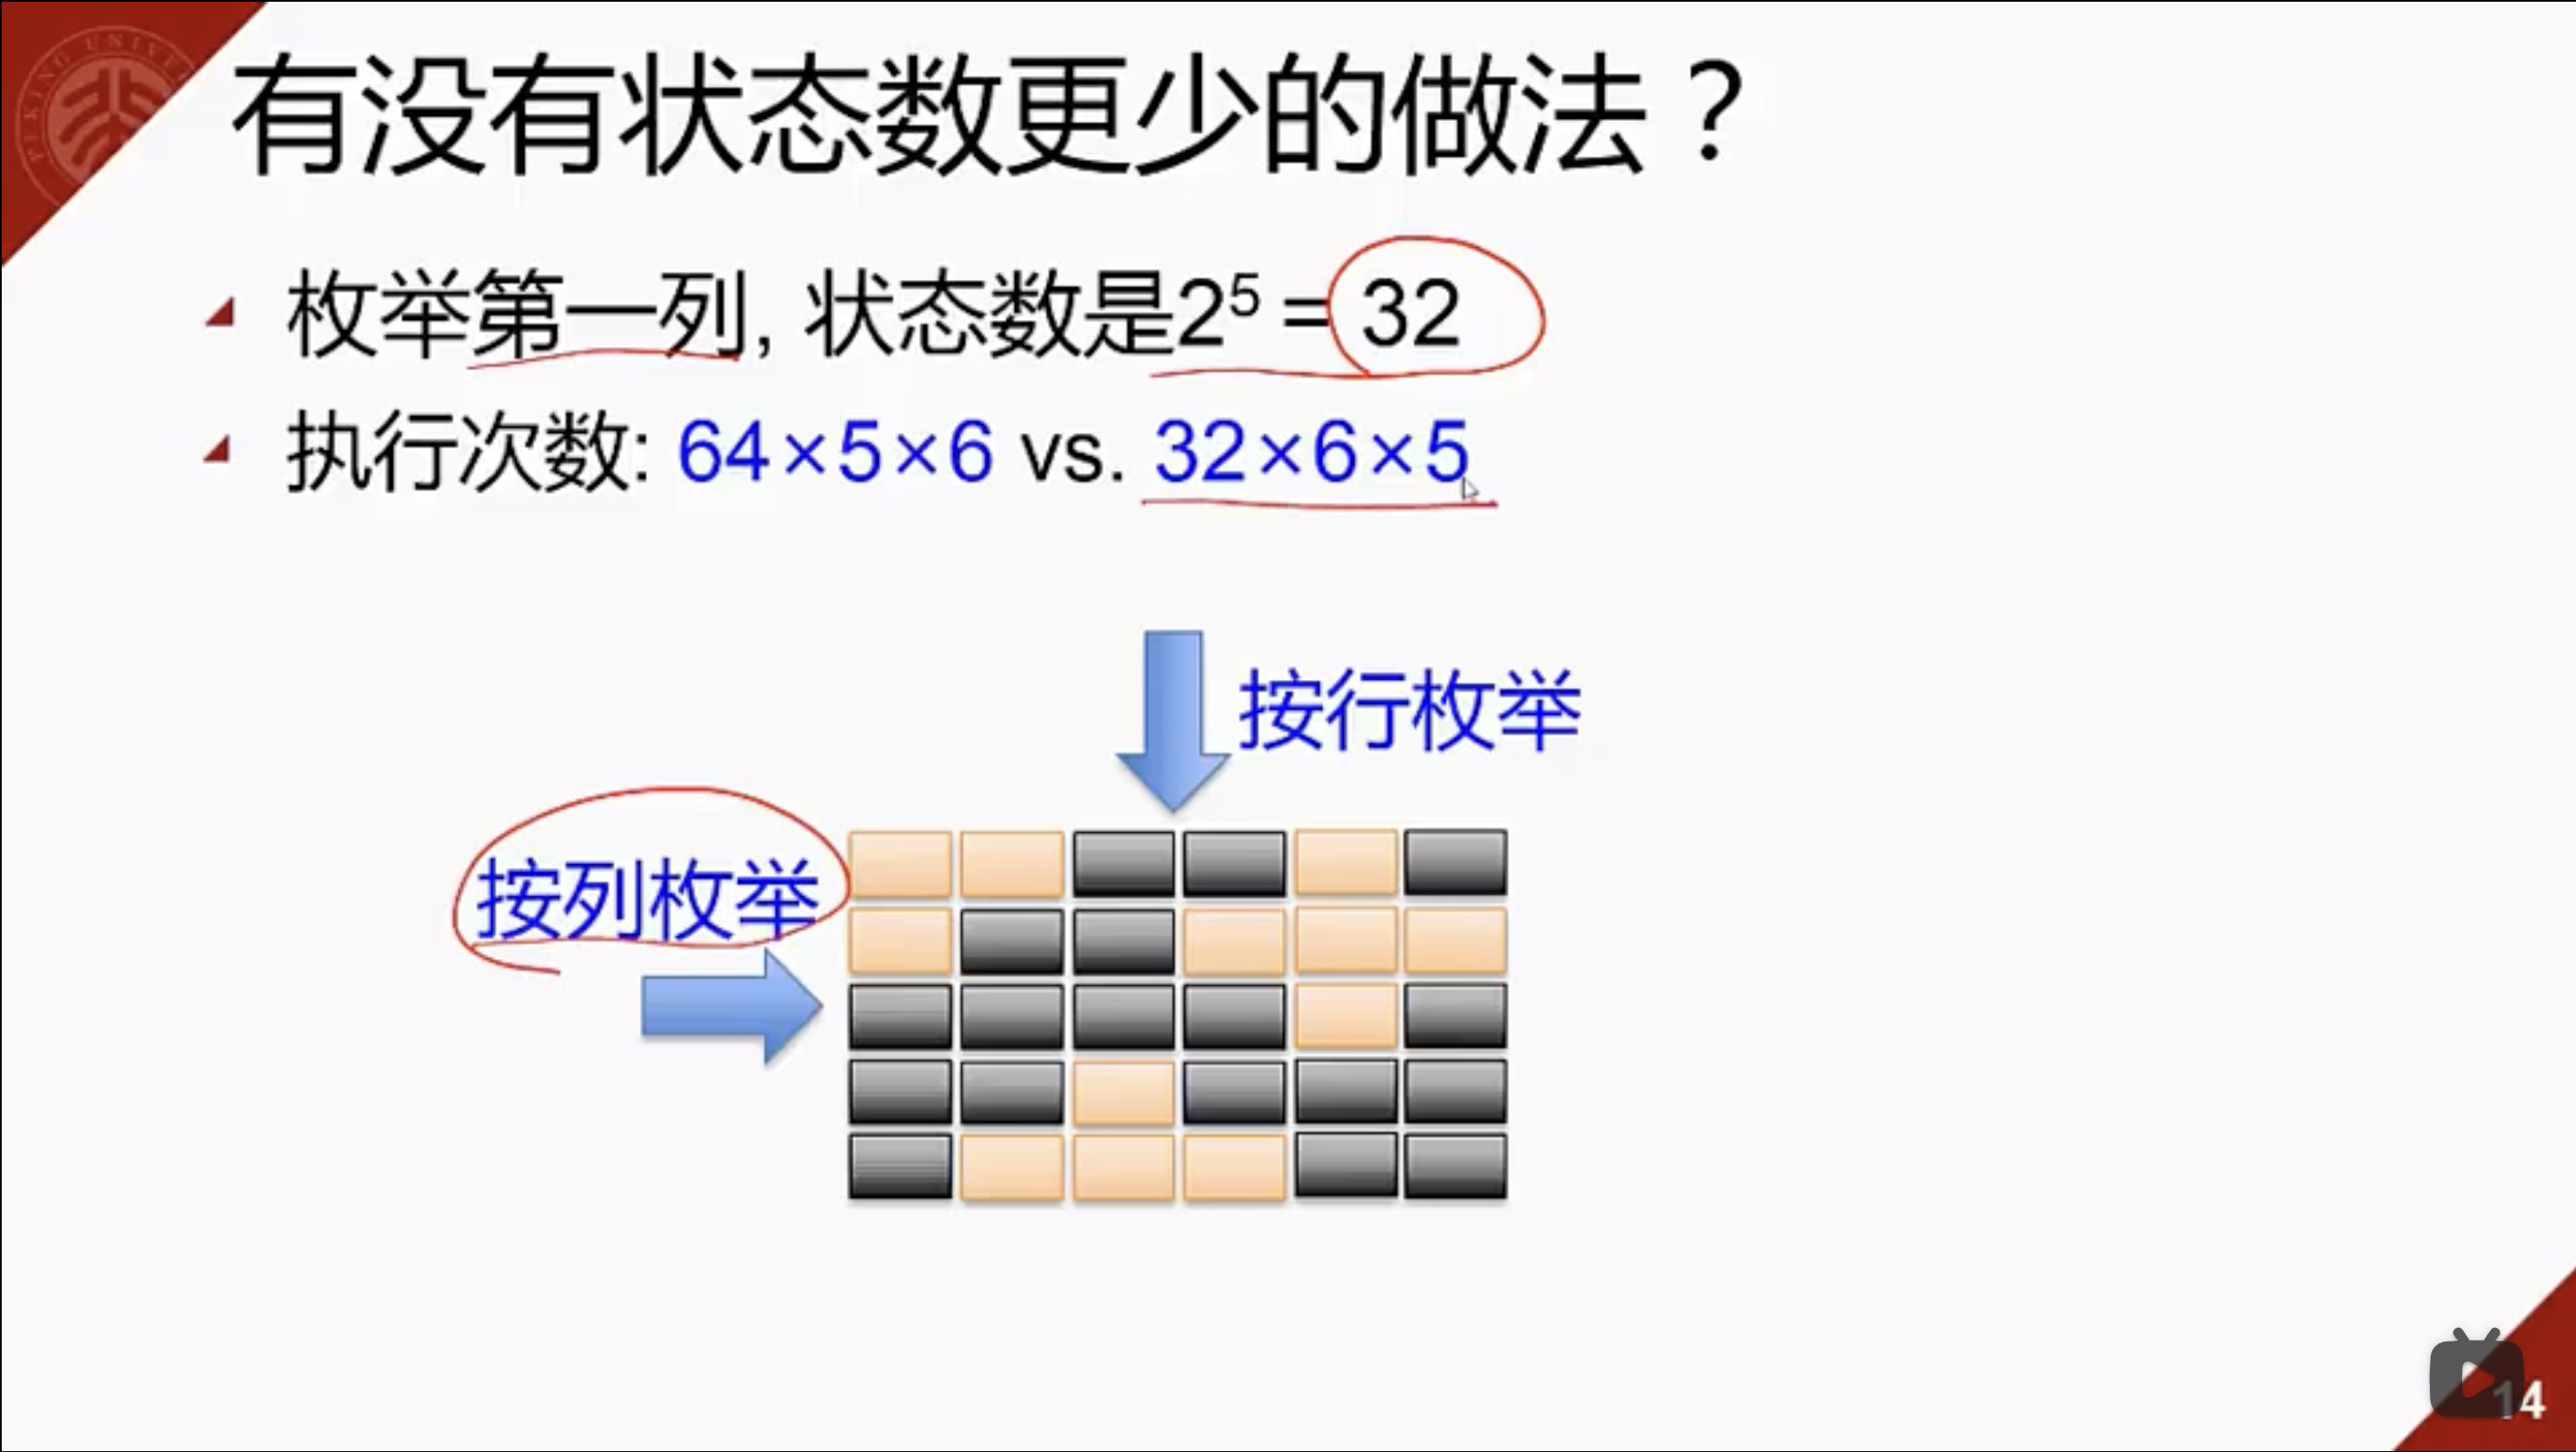 PEKING UNIVE
有没有状态数更少的做法？
枚举第一列, 状态数是2⁵ = 32
执行次数: 64×5×6 vs. 32×6×5
按行枚举
按列枚举
14